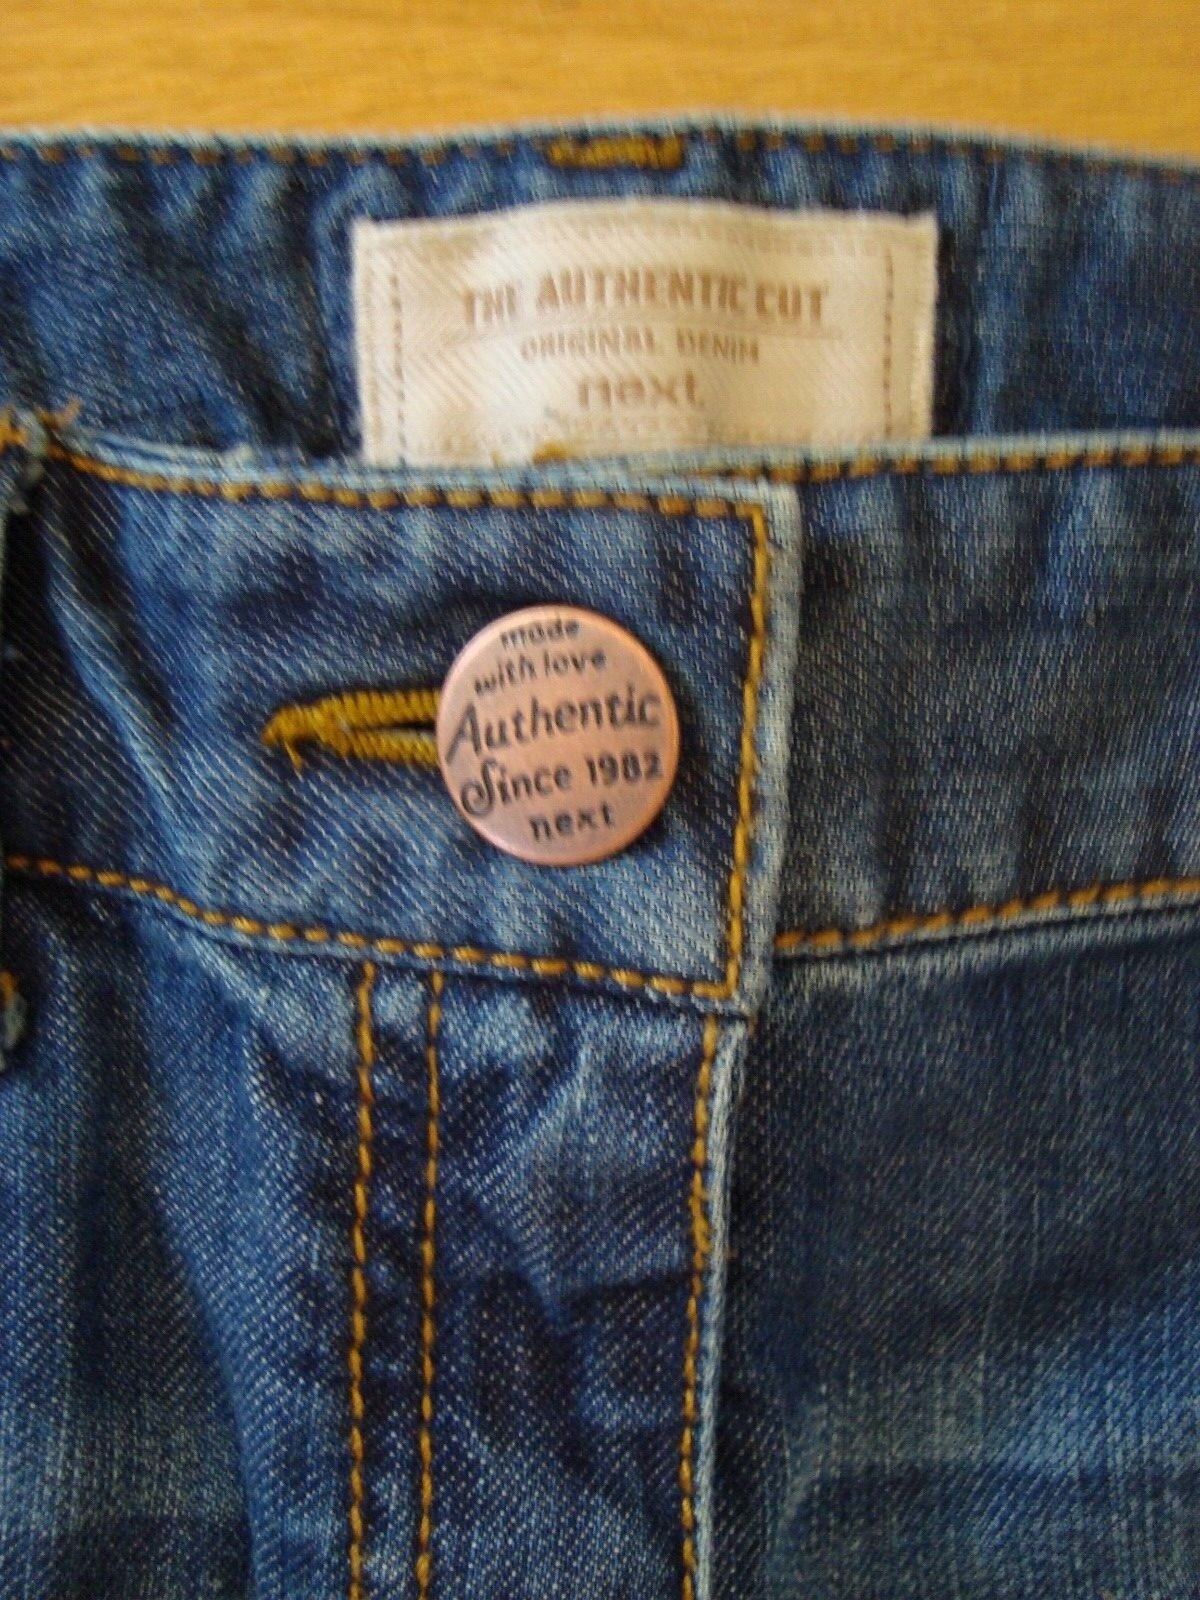 THE AUTHENTIC CUT
ORIGINAL DENIM
next
made
with love
Authentic
Since 1982
next